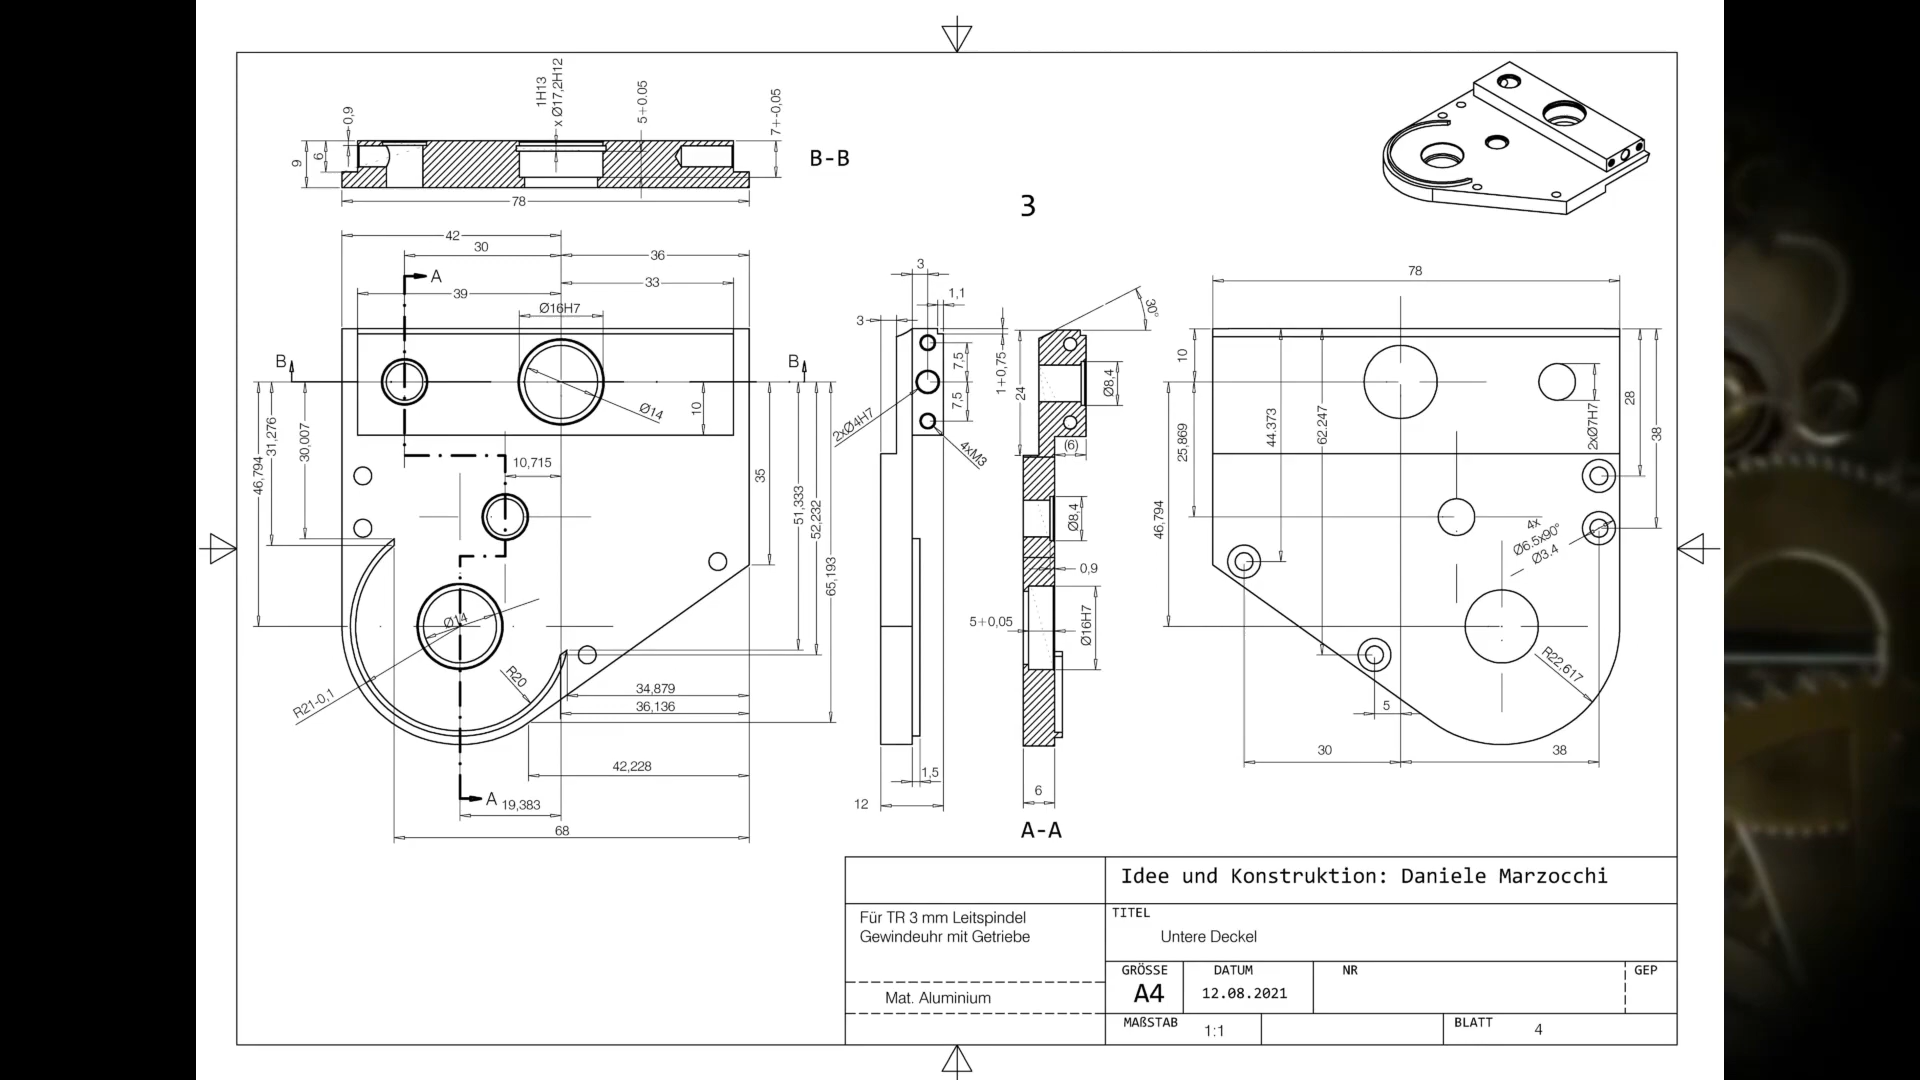 1H13
x Ø17,2H12
5+0.05
7+-0,05
0,9
9
6
78
B-B
3
42
30
36
A
33
39
Ø16H7
B
B
Ø14
10
46,794
31,276
30,007
10,715
35
51,333
52,232
65,193
Ø14
R20
R21-0,1
34,879
36,136
42,228
A
19,383
68
3
1,1
3
7,5
7,5
2xØ4H7
4xM3
1,5
12
1+0,75
24
30°
Ø8,4
(6)
Ø8,4
0,9
5+0,05
Ø16H7
6
A-A
78
10
25,869
46,794
44.373
62.247
2xØ7H7
28
38
4x
Ø6.5x90°
Ø3.4
R22,617
5
30
38
Idee und Konstruktion: Daniele Marzocchi
Für TR 3 mm Leitspindel
Gewindeuhr mit Getriebe
TITEL
Untere Deckel
GRÖSSE
A4
DATUM
12.08.2021
NR
GEP
Mat. Aluminium
MAßSTAB
1:1
BLATT
4